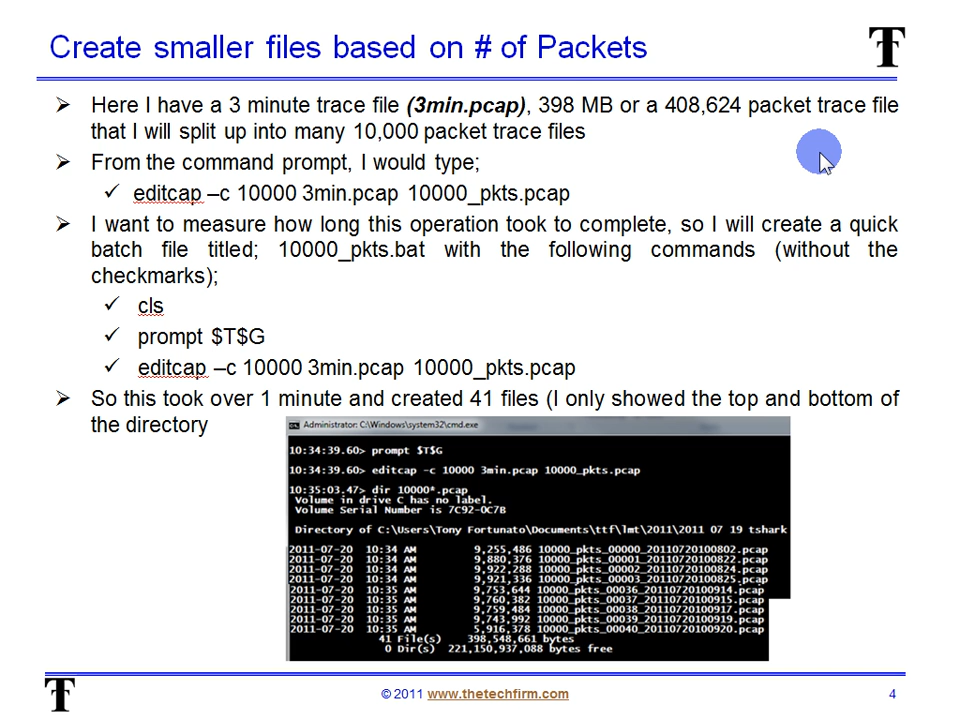 Create smaller files based on # of Packets
Here I have a 3 minute trace file (3min.pcap), 398 MB or a 408,624 packet trace file
that I will split up into many 10,000 packet trace files
From the command prompt, I would type;
editcap –c 10000 3min.pcap 10000_pkts.pcap
I want to measure how long this operation took to complete, so I will create a quick
batch file titled; 10000_pkts.bat with the following commands (without the
checkmarks);
cls
prompt $T$G
editcap –c 10000 3min.pcap 10000_pkts.pcap
So this took over 1 minute and created 41 files (I only showed the top and bottom of
the directory
Administrator: C:\Windows\system32\cmd.exe
10:34:39.60> prompt $T$G
10:34:39.60> editcap -c 10000 3min.pcap 10000_pkts.pcap
10:35:03.47> dir 10000*.pcap
Volume in drive C has no label.
Volume Serial Number is 7C92-0C7B
Directory of C:\Users\Tony Fortunato\Documents\ttf\lmt\2011\2011 07 19 tshark
2011-07-20 10:34 AM 9,255,486 10000_pkts_00000_20110720100802.pcap
2011-07-20 10:34 AM 9,880,376 10000_pkts_00001_20110720100822.pcap
2011-07-20 10:34 AM 9,922,288 10000_pkts_00002_20110720100824.pcap
2011-07-20 10:34 AM 9,921,336 10000_pkts_00003_20110720100825.pcap
2011-07-20 10:35 AM 9,753,644 10000_pkts_00036_20110720100914.pcap
2011-07-20 10:35 AM 9,760,382 10000_pkts_00037_20110720100915.pcap
2011-07-20 10:35 AM 9,759,484 10000_pkts_00038_20110720100917.pcap
2011-07-20 10:35 AM 9,743,992 10000_pkts_00039_20110720100919.pcap
2011-07-20 10:35 AM 5,916,378 10000_pkts_00040_20110720100920.pcap
41 File(s) 398,548,661 bytes
0 Dir(s) 221,150,937,088 bytes free
© 2011 www.thetechfirm.com
4